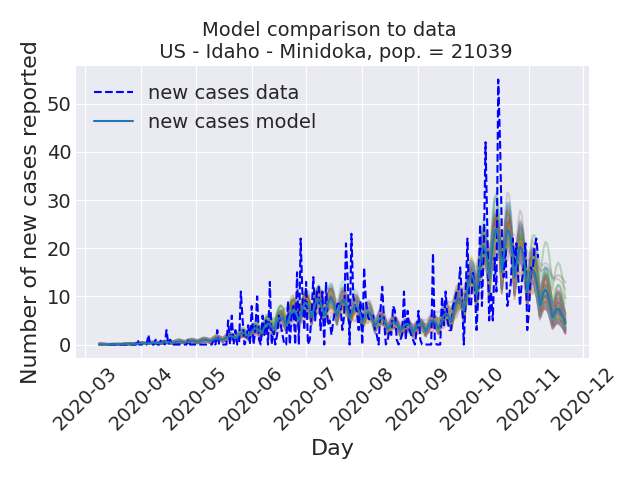 Model comparison to data
US - Idaho - Minidoka, pop. = 21039
Number of new cases reported
50
40
30
20
10
0
new cases data
new cases model
2020-03
2020-04
2020-05
2020-06
2020-07
2020-08
2020-09
2020-10
2020-11
2020-12
Day